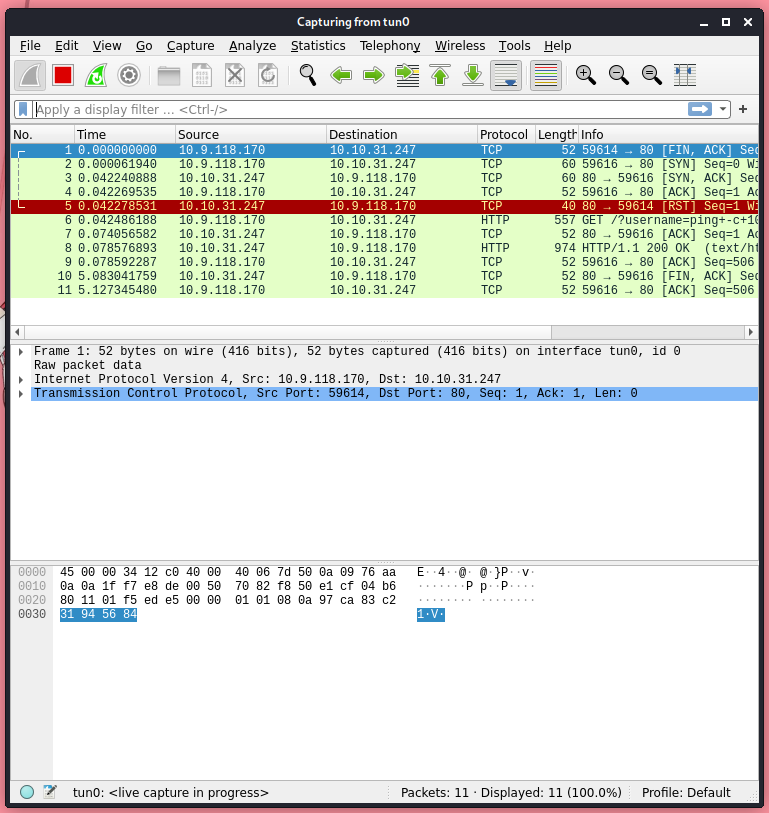 Capturing from tun0
File Edit View Go Capture Analyze Statistics Telephony Wireless Tools Help
Apply a display filter ... <Ctrl-/>
No. Time Source Destination Protocol Length Info
1 0.000000000 10.9.118.170 10.10.31.247 TCP 52 59614 → 80 [FIN, ACK] Seq
2 0.000061940 10.9.118.170 10.10.31.247 TCP 60 59616 → 80 [SYN] Seq=0 Wi
3 0.042240888 10.10.31.247 10.9.118.170 TCP 60 80 → 59616 [SYN, ACK] Seq
4 0.042269535 10.9.118.170 10.10.31.247 TCP 52 59616 → 80 [ACK] Seq=1 Ac
5 0.042278531 10.10.31.247 10.9.118.170 TCP 40 80 → 59614 [RST] Seq=1 Wi
6 0.042486188 10.9.118.170 10.10.31.247 HTTP 557 GET /?username=ping+-c+10
7 0.074056582 10.10.31.247 10.9.118.170 TCP 52 80 → 59616 [ACK] Seq=1 Ac
8 0.078576893 10.10.31.247 10.9.118.170 HTTP 974 HTTP/1.1 200 OK (text/ht
9 0.078592287 10.9.118.170 10.10.31.247 TCP 52 59616 → 80 [ACK] Seq=506
10 5.083041759 10.10.31.247 10.9.118.170 TCP 52 80 → 59616 [FIN, ACK] Seq
11 5.127345480 10.9.118.170 10.10.31.247 TCP 52 59616 → 80 [ACK] Seq=506
Frame 1: 52 bytes on wire (416 bits), 52 bytes captured (416 bits) on interface tun0, id 0
Raw packet data
Internet Protocol Version 4, Src: 10.9.118.170, Dst: 10.10.31.247
Transmission Control Protocol, Src Port: 59614, Dst Port: 80, Seq: 1, Ack: 1, Len: 0
0000 45 00 00 34 12 c0 40 00 40 06 7d 50 0a 09 76 aa E··4··@· @·}P··v·
0010 0a 0a 1f f7 e8 de 00 50 70 82 f8 50 e1 cf 04 b6 ·······P p··P····
0020 80 11 01 f5 ed e5 00 00 01 01 08 0a 97 ca 83 c2 ········ ········
0030 31 94 56 84 1·V·
tun0: <live capture in progress> Packets: 11 · Displayed: 11 (100.0%) Profile: Default